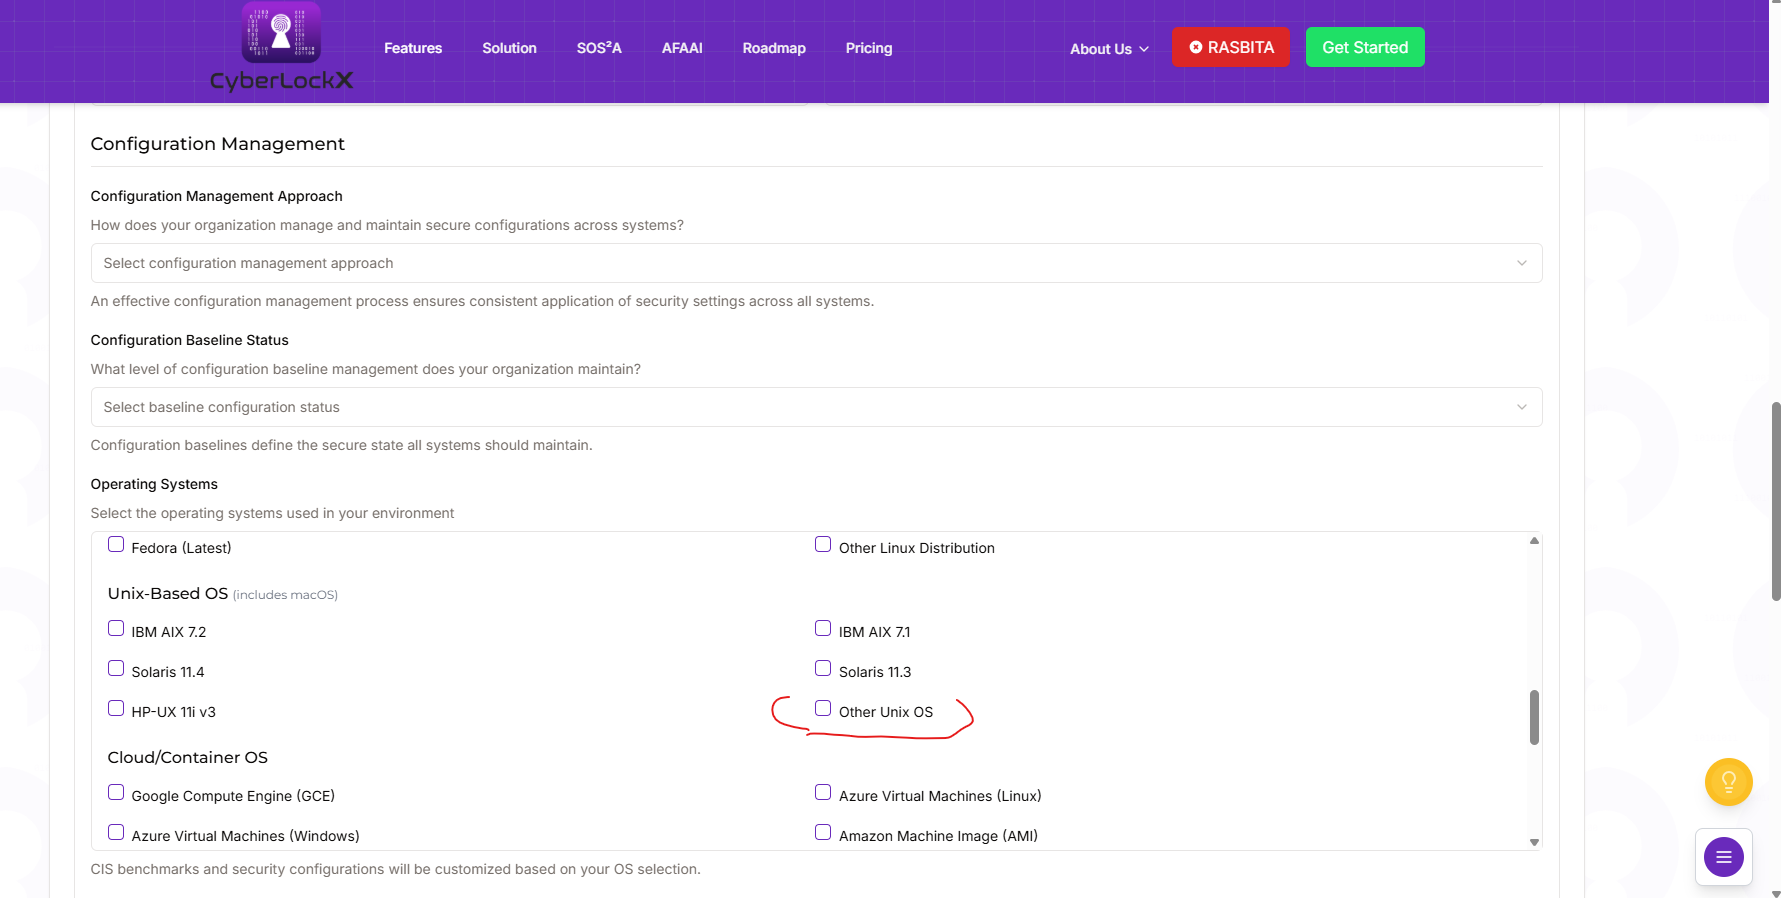 CyberLockX
Features
Solution
SOS²A
AFAAI
Roadmap
Pricing
About Us
RASBITA
Get Started
Configuration Management
Configuration Management Approach
How does your organization manage and maintain secure configurations across systems?
Select configuration management approach
An effective configuration management process ensures consistent application of security settings across all systems.
Configuration Baseline Status
What level of configuration baseline management does your organization maintain?
Select baseline configuration status
Configuration baselines define the secure state all systems should maintain.
Operating Systems
Select the operating systems used in your environment
Fedora (Latest)
Other Linux Distribution
Unix-Based OS (includes macOS)
IBM AIX 7.2
IBM AIX 7.1
Solaris 11.4
Solaris 11.3
HP-UX 11i v3
Other Unix OS
Cloud/Container OS
Google Compute Engine (GCE)
Azure Virtual Machines (Linux)
Azure Virtual Machines (Windows)
Amazon Machine Image (AMI)
CIS benchmarks and security configurations will be customized based on your OS selection.